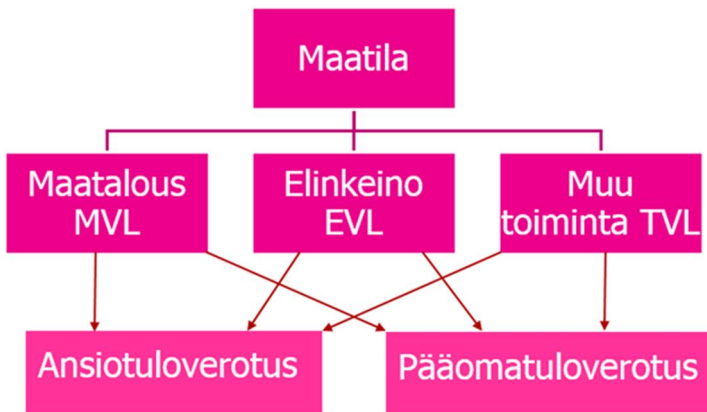 Maatila
Maatalous
MVL
Elinkeino
EVL
Muu
toiminta TVL
Ansiotuloverotus
Pääomatuloverotus